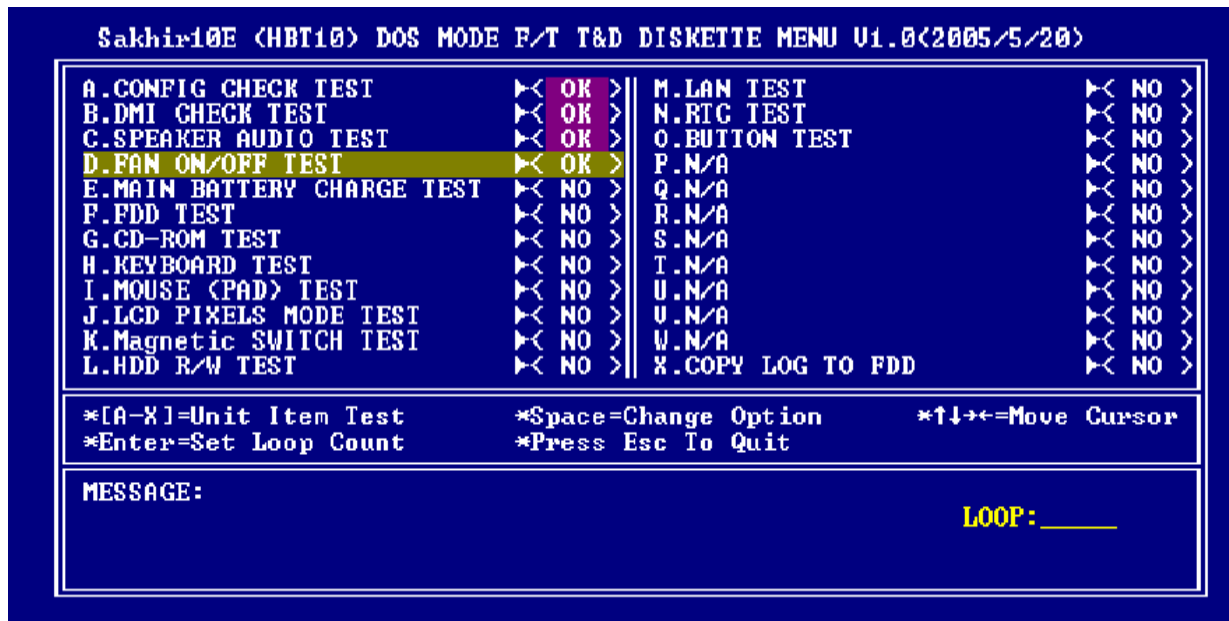 Sakhir10E (HBT10) DOS MODE F/T T&D DISKETTE MENU V1.0(2005/5/20)
A.CONFIG CHECK TEST ►< OK >
B.DMI CHECK TEST ►< OK >
C.SPEAKER AUDIO TEST ►< OK >
D.FAN ON/OFF TEST ►< OK >
E.MAIN BATTERY CHARGE TEST ►< NO >
F.FDD TEST ►< NO >
G.CD-ROM TEST ►< NO >
H.KEYBOARD TEST ►< NO >
I.MOUSE (PAD) TEST ►< NO >
J.LCD PIXELS MODE TEST ►< NO >
K.Magnetic SWITCH TEST ►< NO >
L.HDD R/W TEST ►< NO >
M.LAN TEST ►< NO >
N.RTC TEST ►< NO >
O.BUTTON TEST ►< NO >
P.N/A ►< NO >
Q.N/A ►< NO >
R.N/A ►< NO >
S.N/A ►< NO >
T.N/A ►< NO >
U.N/A ►< NO >
V.N/A ►< NO >
W.N/A ►< NO >
X.COPY LOG TO FDD ►< NO >
*[A-X]=Unit Item Test *Space=Change Option *↑↓→←=Move Cursor
*Enter=Set Loop Count *Press Esc To Quit
MESSAGE:
LOOP:______